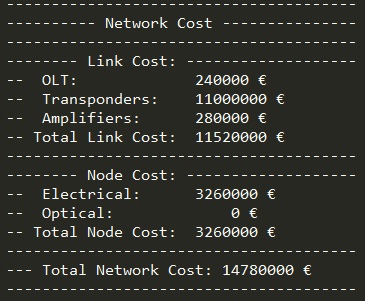 ---------------------------------------
---------- Network Cost ---------------
---------------------------------------
--------- Link Cost: ------------------
-- OLT: 240000 €
-- Transponders: 11000000 €
-- Amplifiers: 280000 €
-- Total Link Cost: 11520000 €
---------------------------------------
--------- Node Cost: ------------------
-- Electrical: 3260000 €
-- Optical: 0 €
-- Total Node Cost: 3260000 €
---------------------------------------
--- Total Network Cost: 14780000 €
---------------------------------------